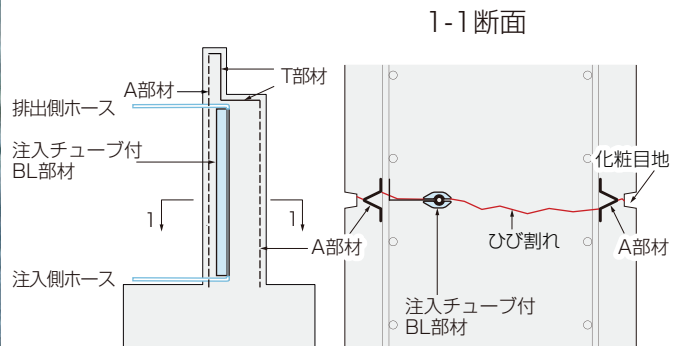 1-1断面
A部材
T部材
排出側ホース
注入チューブ付
BL部材
1
1
A部材
注入側ホース
化粧目地
ひび割れ
A部材
注入チューブ付
BL部材